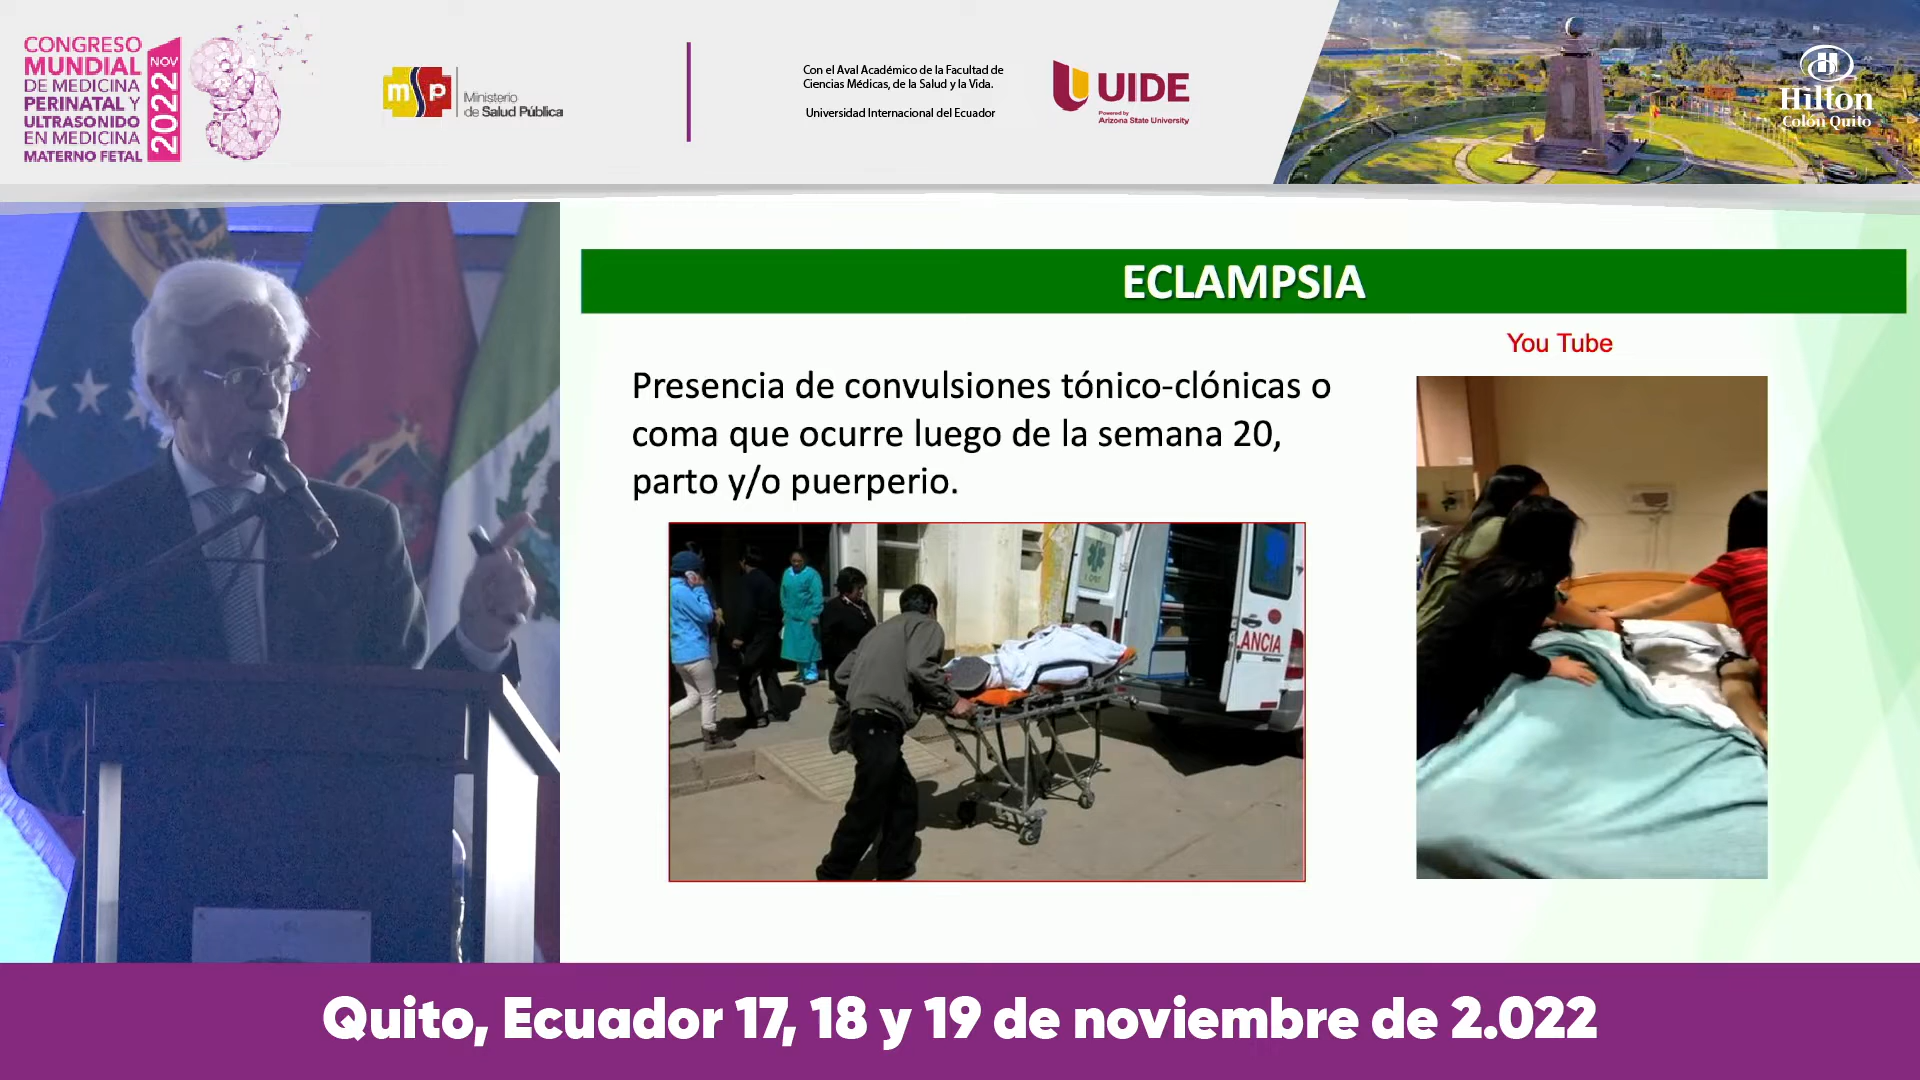 CONGRESO
MUNDIAL
DE MEDICINA
PERINATAL Y
ULTRASONIDO
EN MEDICINA
MATERNO FETAL
NOV
2022
msp
Ministerio
de Salud Pública
Con el Aval Académico de la Facultad de
Ciencias Médicas, de la Salud y la Vida.
Universidad Internacional del Ecuador
UIDE
Powered by
Arizona State University
Hilton
Colón Quito
ECLAMPSIA
You Tube
Presencia de convulsiones tónico-clónicas o
coma que ocurre luego de la semana 20,
parto y/o puerperio.
LANCIA
Quito, Ecuador 17, 18 y 19 de noviembre de 2.022